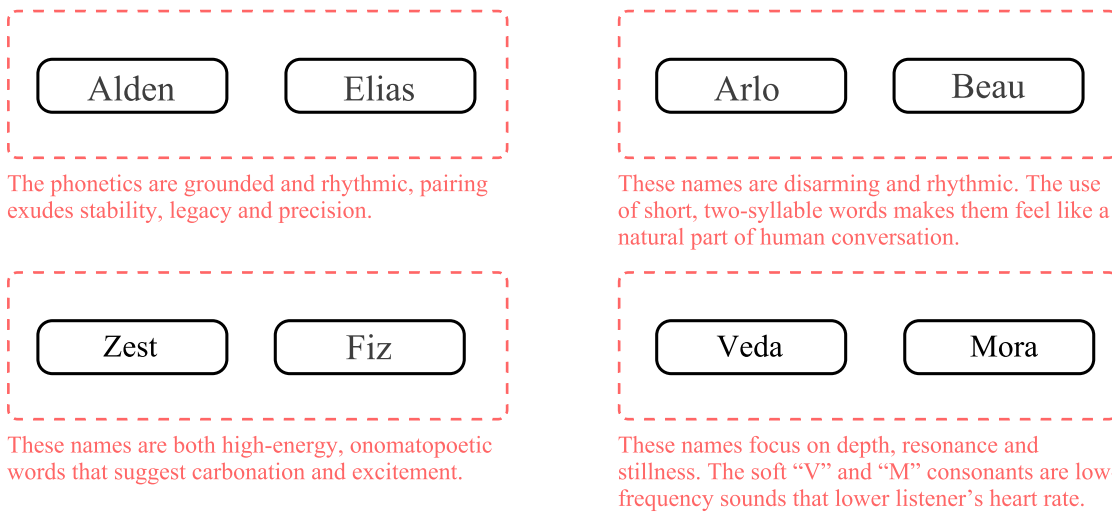 Alden
Elias
The phonetics are grounded and rhythmic, pairing
exudes stability, legacy and precision.
Arlo
Beau
These names are disarming and rhythmic. The use
of short, two-syllable words makes them feel like a
natural part of human conversation.
Zest
Fiz
These names are both high-energy, onomatopoetic
words that suggest carbonation and excitement.
Veda
Mora
These names focus on depth, resonance and
stillness. The soft “V” and “M” consonants are low
frequency sounds that lower listener’s heart rate.